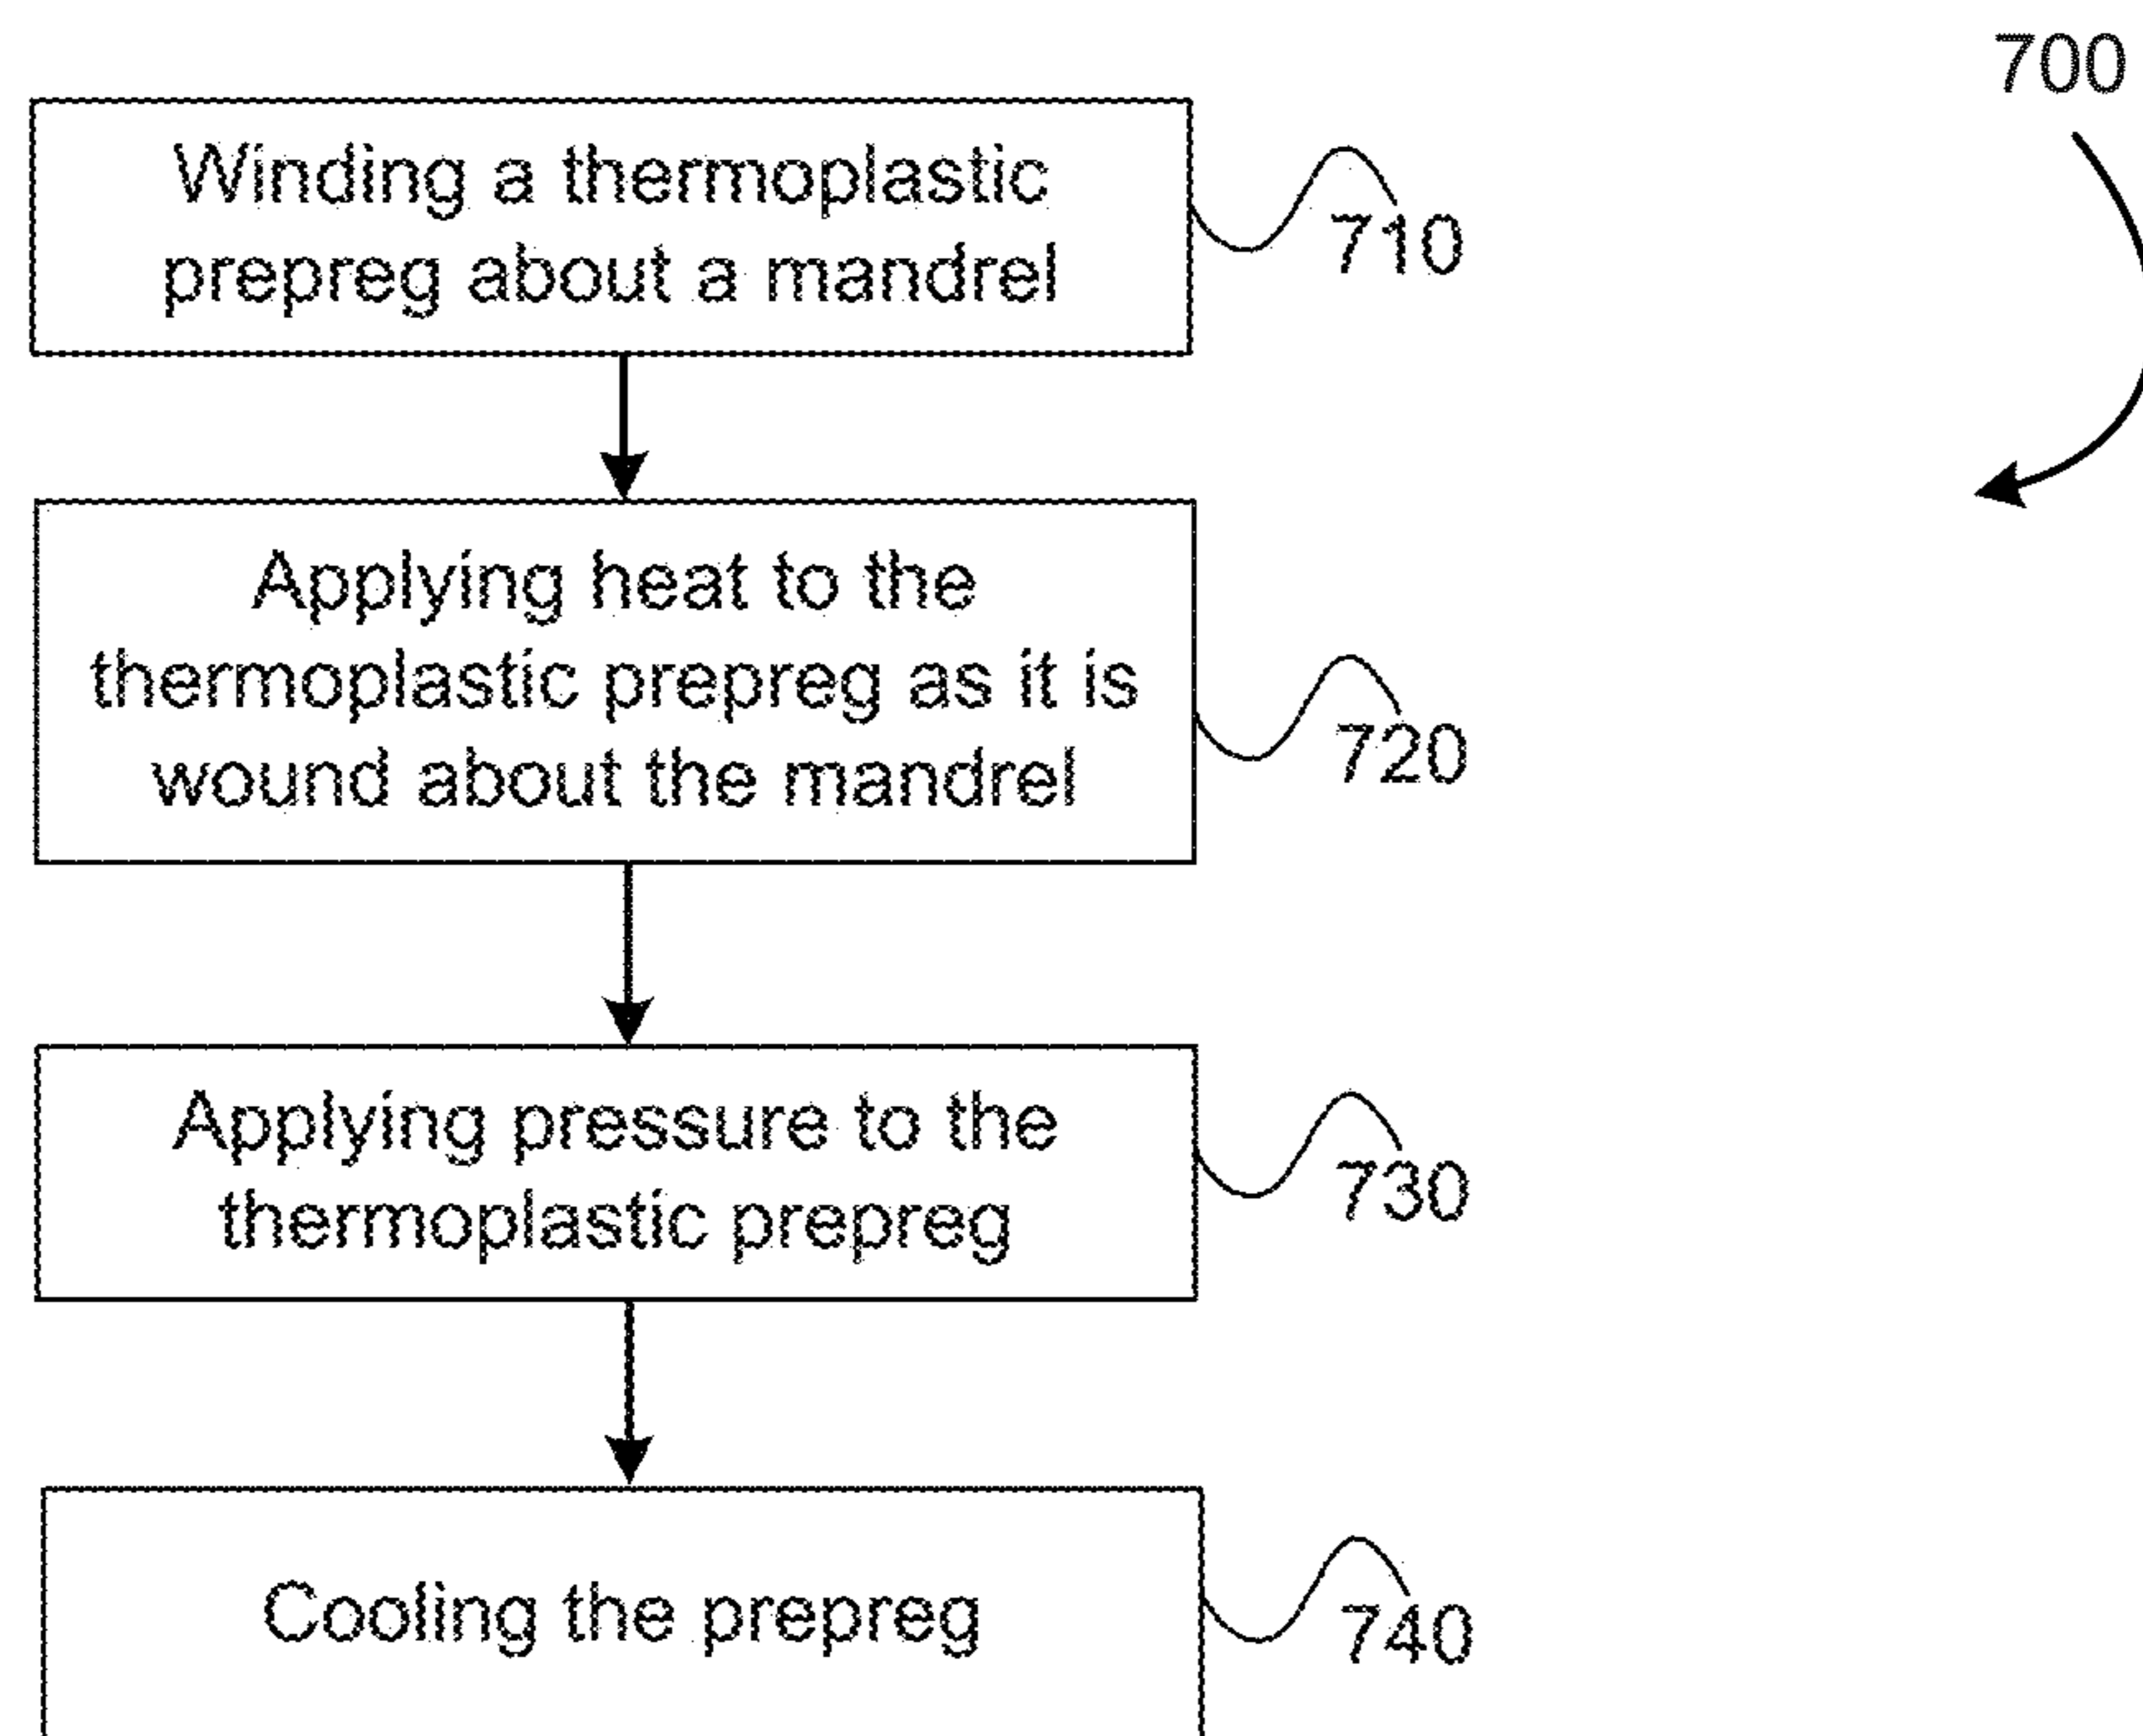 700
Winding a thermoplastic
prepreg about a mandrel
710
Applying heat to the
thermoplastic prepreg as it is
wound about the mandrel
720
Applying pressure to the
thermoplastic prepreg
730
Cooling the prepreg
740